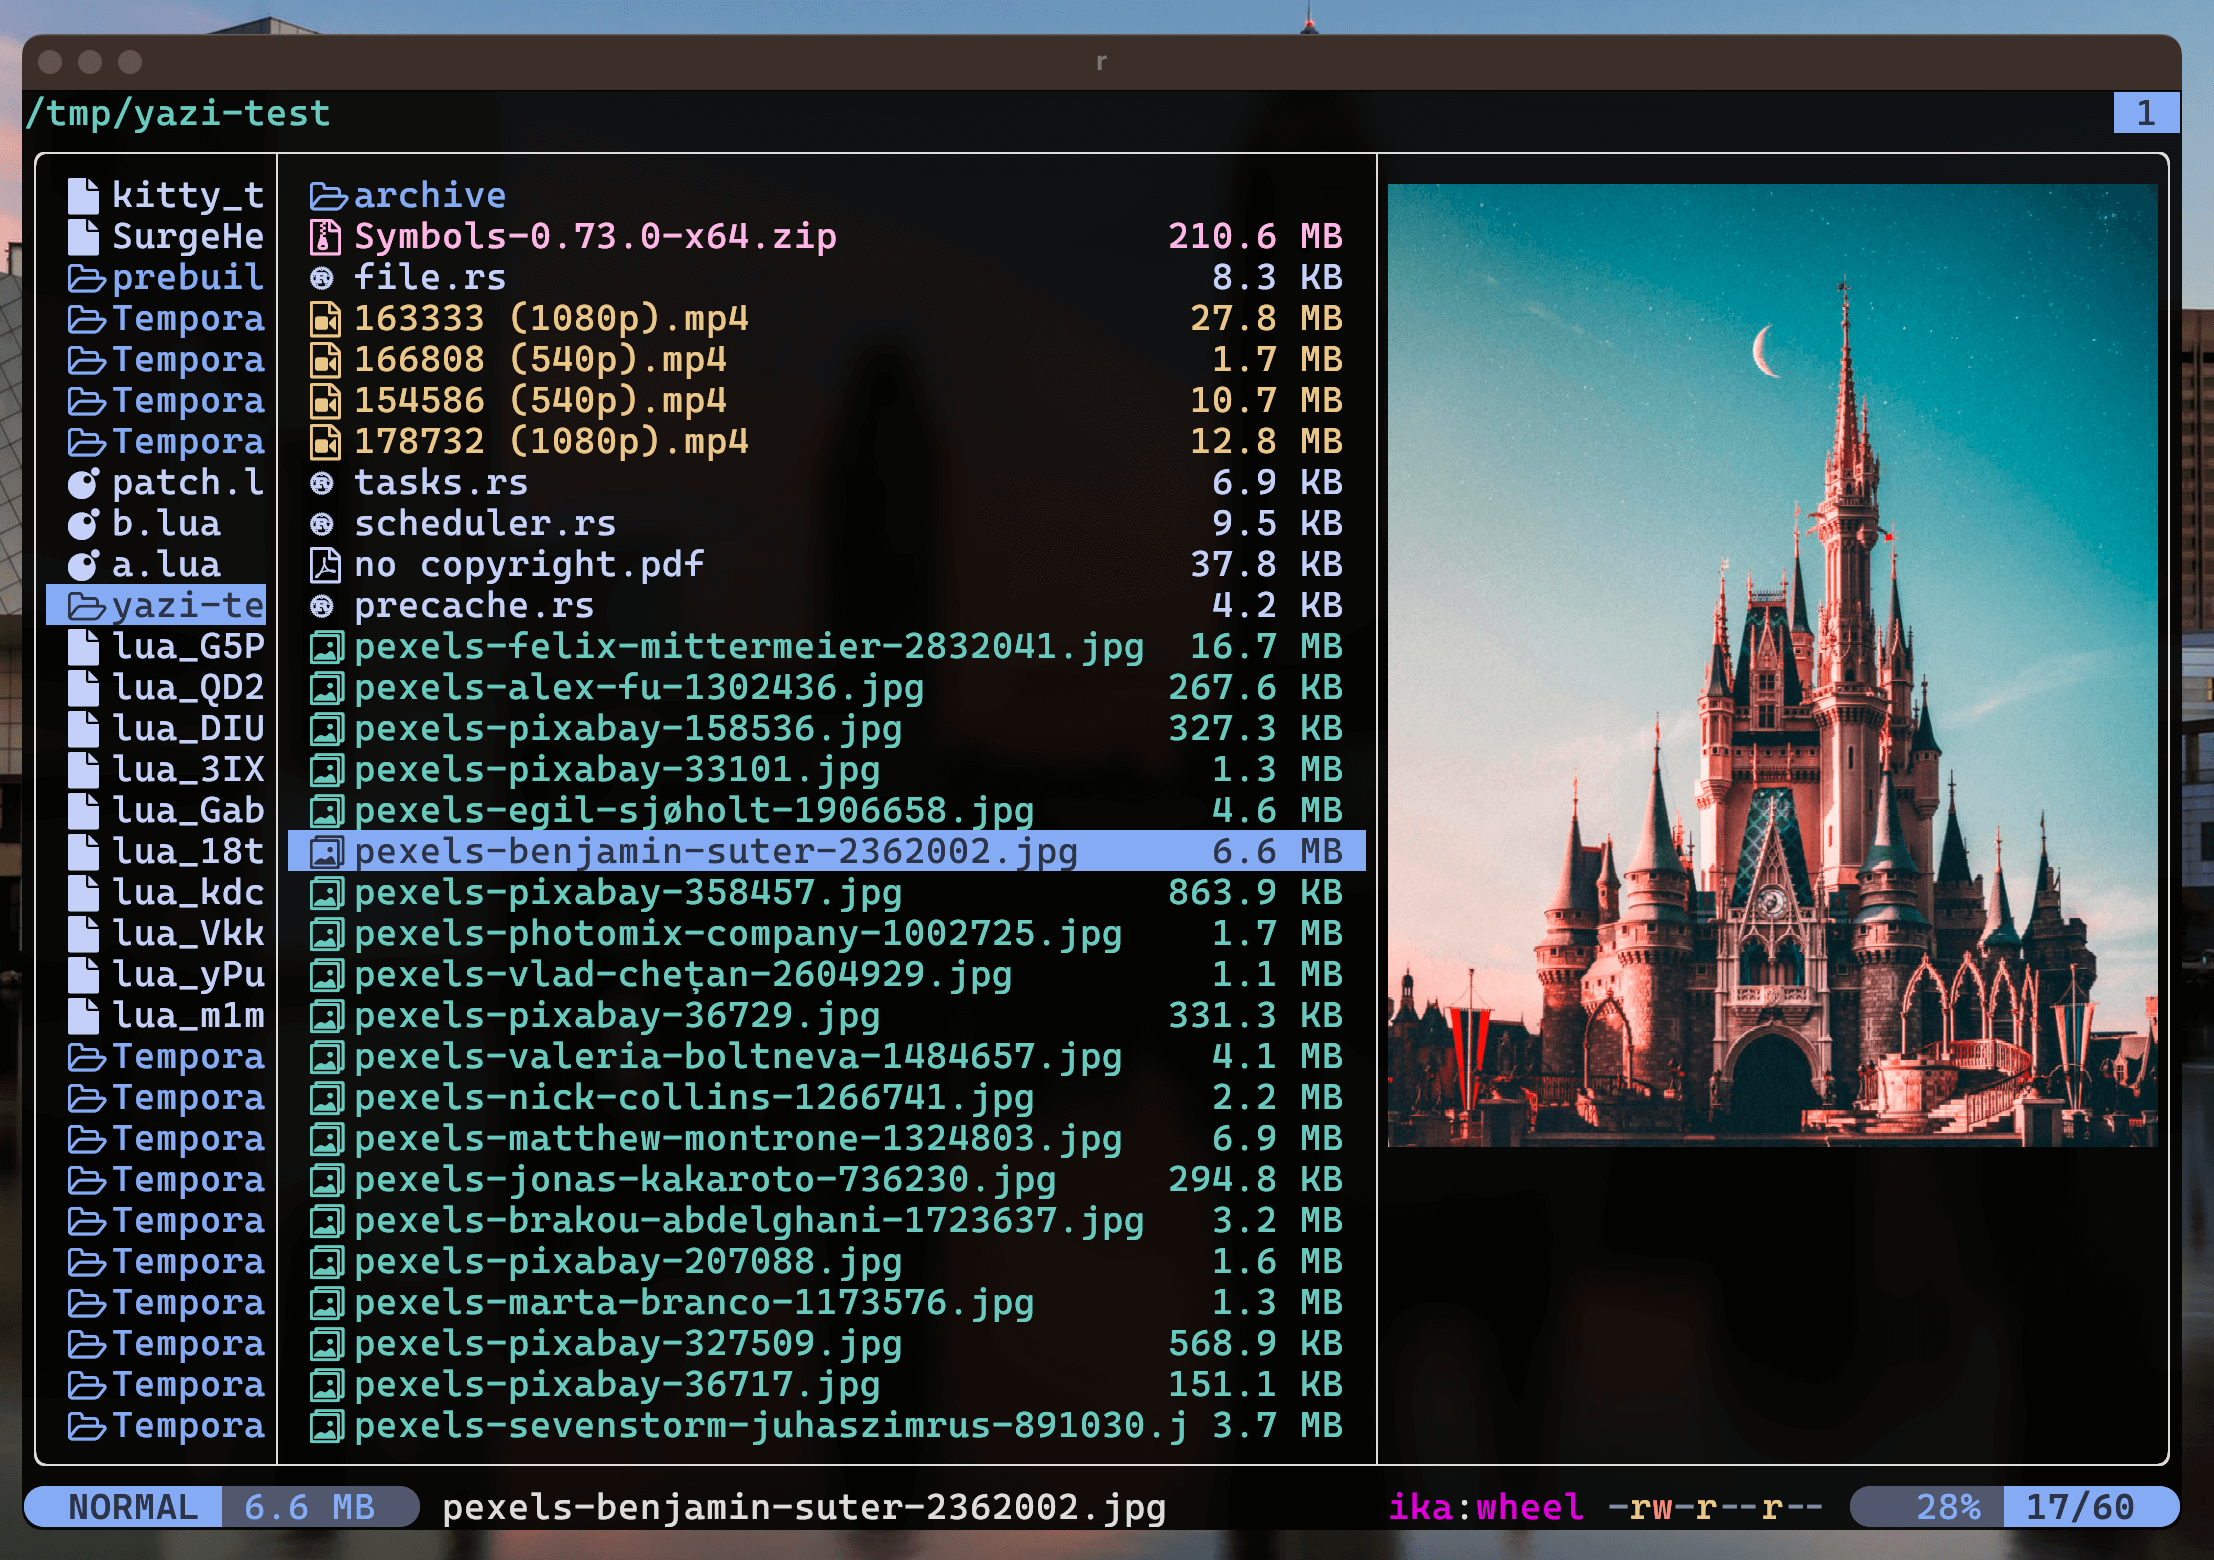 r
/tmp/yazi-test
1
kitty_t
SurgeHe
prebuil
Tempora
Tempora
Tempora
Tempora
patch.l
b.lua
a.lua
yazi-te
lua_G5P
lua_QD2
lua_DIU
lua_3IX
lua_Gab
lua_18t
lua_kdc
lua_Vkk
lua_yPu
lua_m1m
Tempora
Tempora
Tempora
Tempora
Tempora
Tempora
Tempora
Tempora
Tempora
Tempora
archive
Symbols-0.73.0-x64.zip 210.6 MB
file.rs 8.3 KB
163333 (1080p).mp4 27.8 MB
166808 (540p).mp4 1.7 MB
154586 (540p).mp4 10.7 MB
178732 (1080p).mp4 12.8 MB
tasks.rs 6.9 KB
scheduler.rs 9.5 KB
no copyright.pdf 37.8 KB
precache.rs 4.2 KB
pexels-felix-mittermeier-2832041.jpg 16.7 MB
pexels-alex-fu-1302436.jpg 267.6 KB
pexels-pixabay-158536.jpg 327.3 KB
pexels-pixabay-33101.jpg 1.3 MB
pexels-egil-sjøholt-1906658.jpg 4.6 MB
pexels-benjamin-suter-2362002.jpg 6.6 MB
pexels-pixabay-358457.jpg 863.9 KB
pexels-photomix-company-1002725.jpg 1.7 MB
pexels-vlad-chețan-2604929.jpg 1.1 MB
pexels-pixabay-36729.jpg 331.3 KB
pexels-valeria-boltneva-1484657.jpg 4.1 MB
pexels-nick-collins-1266741.jpg 2.2 MB
pexels-matthew-montrone-1324803.jpg 6.9 MB
pexels-jonas-kakaroto-736230.jpg 294.8 KB
pexels-brakou-abdelghani-1723637.jpg 3.2 MB
pexels-pixabay-207088.jpg 1.6 MB
pexels-marta-branco-1173576.jpg 1.3 MB
pexels-pixabay-327509.jpg 568.9 KB
pexels-pixabay-36717.jpg 151.1 KB
pexels-sevenstorm-juhaszimrus-891030.j 3.7 MB
NORMAL 6.6 MB pexels-benjamin-suter-2362002.jpg ika:wheel -rw-r--r-- 28% 17/60